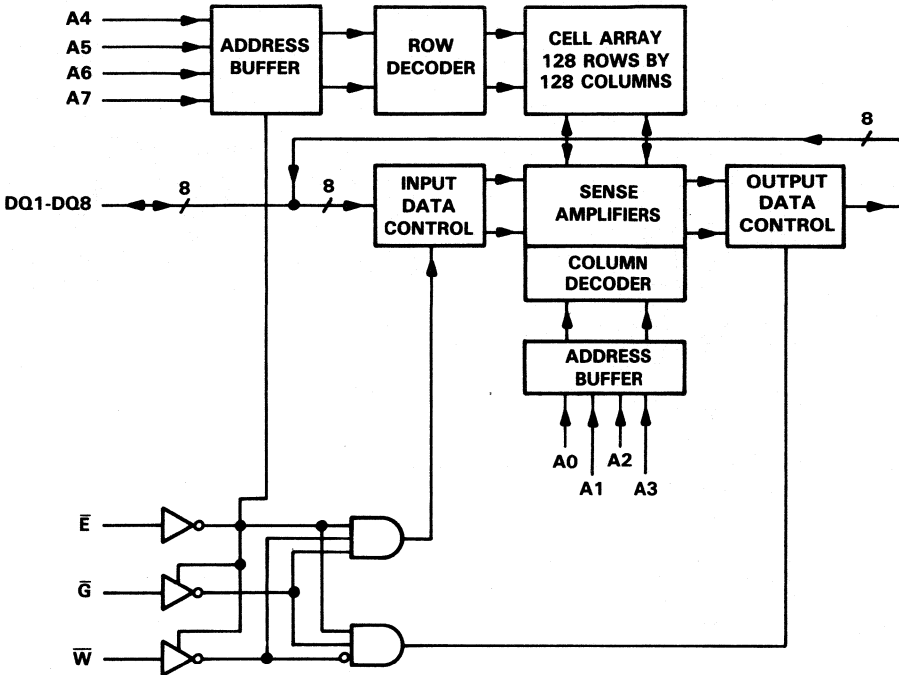 A4
A5
A6
A7
ADDRESS
BUFFER
ROW
DECODER
CELL ARRAY
128 ROWS BY
128 COLUMNS
8
DQ1-DQ8
8
8
INPUT
DATA
CONTROL
SENSE
AMPLIFIERS
OUTPUT
DATA
CONTROL
COLUMN
DECODER
ADDRESS
BUFFER
A0
A1
A2
A3
E̅
G̅
W̅